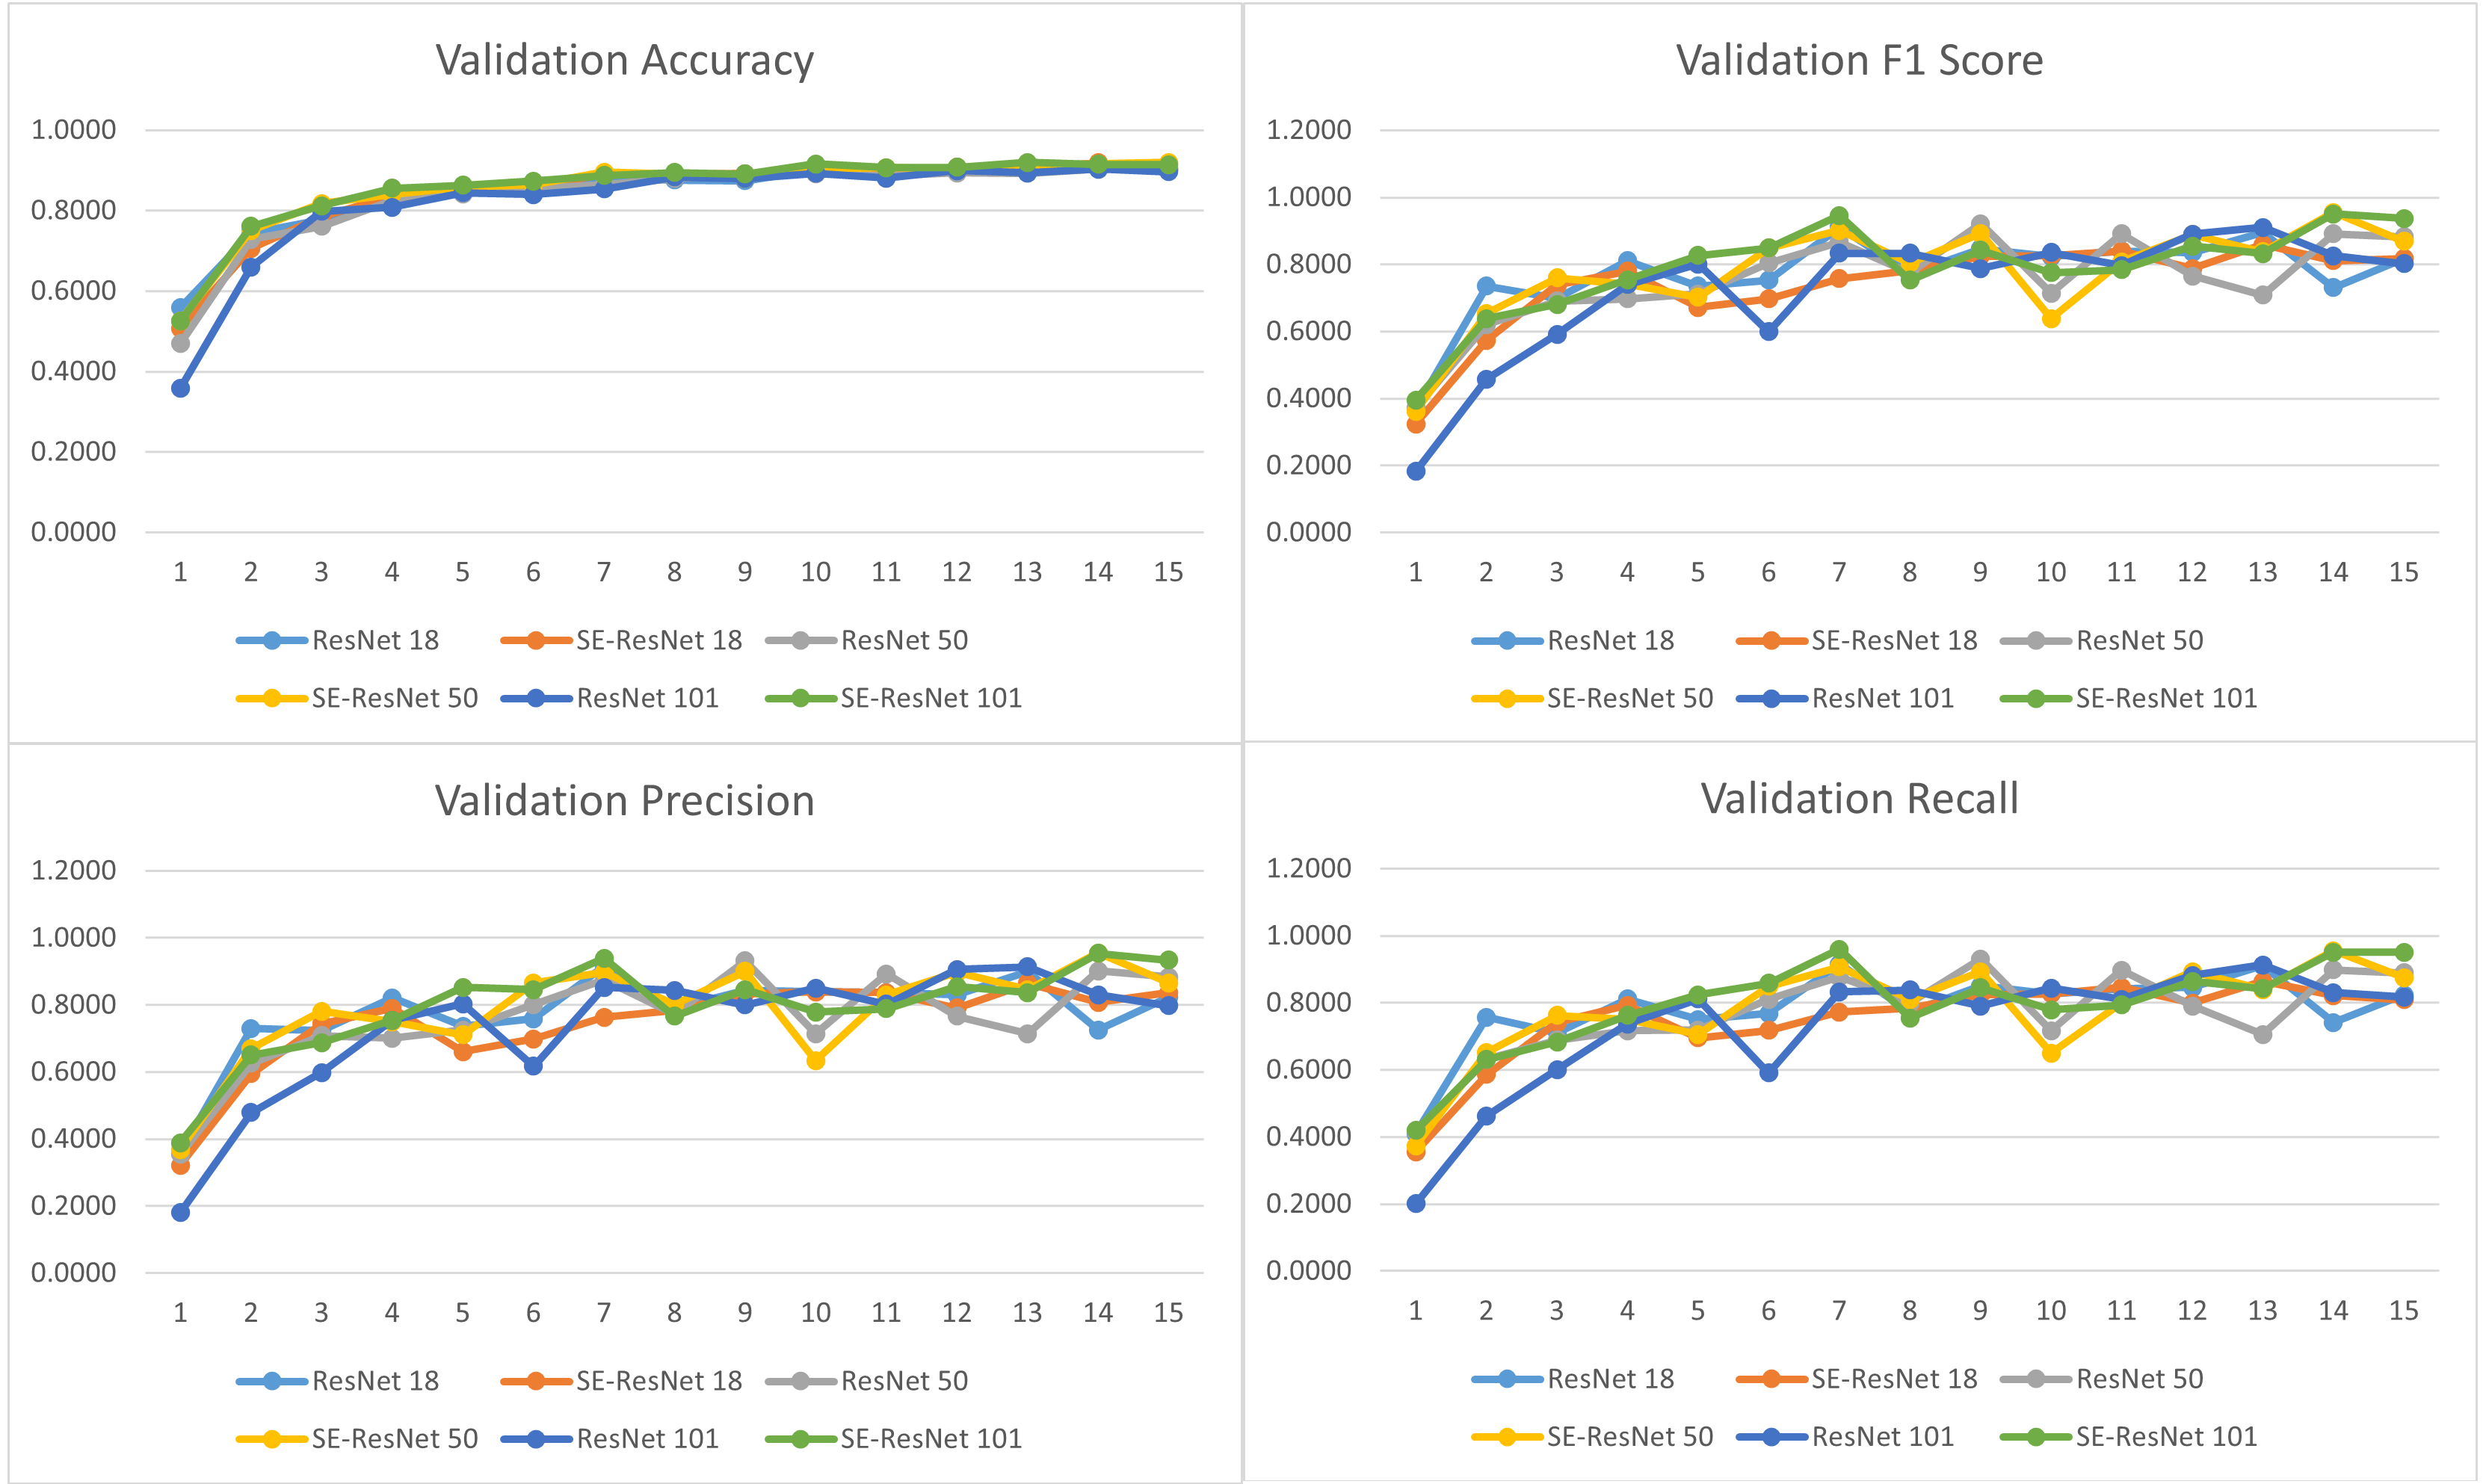 Validation Accuracy
1.0000
0.8000
0.6000
0.4000
0.2000
0.0000
1 2 3 4 5 6 7 8 9 10 11 12 13 14 15
ResNet 18 SE-ResNet 18 ResNet 50
SE-ResNet 50 ResNet 101 SE-ResNet 101
Validation F1 Score
1.2000
1.0000
0.8000
0.6000
0.4000
0.2000
0.0000
1 2 3 4 5 6 7 8 9 10 11 12 13 14 15
ResNet 18 SE-ResNet 18 ResNet 50
SE-ResNet 50 ResNet 101 SE-ResNet 101
Validation Precision
1.2000
1.0000
0.8000
0.6000
0.4000
0.2000
0.0000
1 2 3 4 5 6 7 8 9 10 11 12 13 14 15
ResNet 18 SE-ResNet 18 ResNet 50
SE-ResNet 50 ResNet 101 SE-ResNet 101
Validation Recall
1.2000
1.0000
0.8000
0.6000
0.4000
0.2000
0.0000
1 2 3 4 5 6 7 8 9 10 11 12 13 14 15
ResNet 18 SE-ResNet 18 ResNet 50
SE-ResNet 50 ResNet 101 SE-ResNet 101